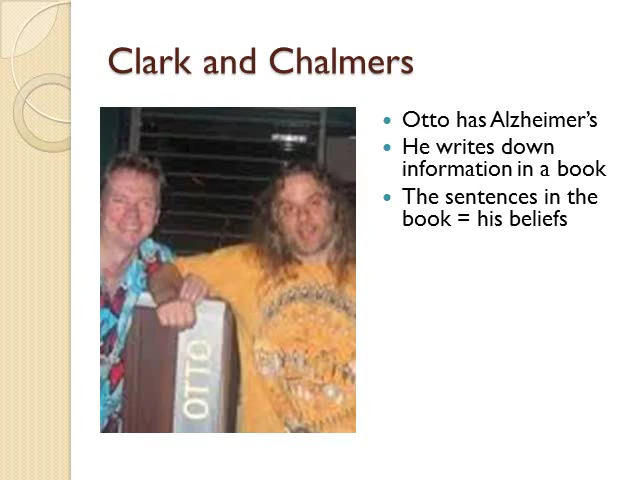 Clark and Chalmers
OTTO
Otto has Alzheimer's
He writes down
information in a book
The sentences in the
book = his beliefs